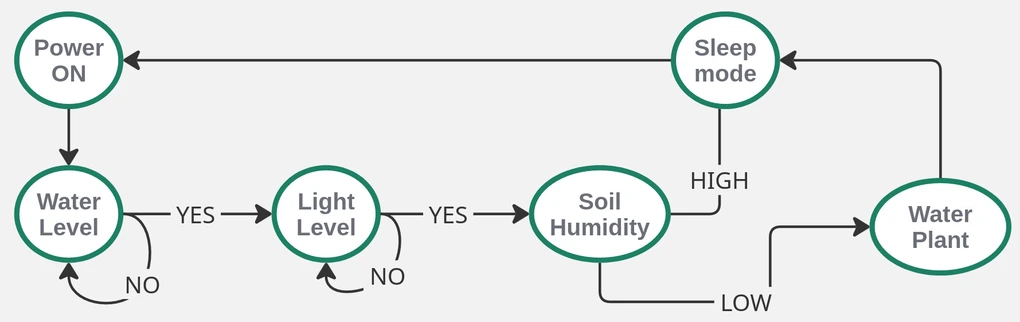 Power
ON
Sleep
mode
HIGH
Water
Level
YES
NO
Light
Level
YES
NO
Soil
Humidity
LOW
Water
Plant